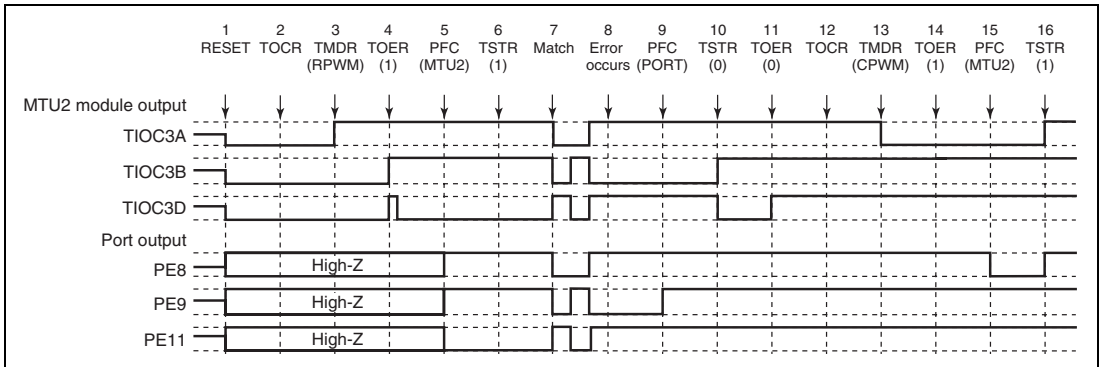 1 2 3 4 5 6 7 8 9 10 11 12 13 14 15 16
RESET TOCR TMDR TOER PFC TSTR Match Error PFC TSTR TOER TOCR TMDR TOER PFC TSTR
(RPWM) (1) (MTU2) (1) occurs (PORT) (0) (0) (CPWM) (1) (MTU2) (1)
MTU2 module output
TIOC3A
TIOC3B
TIOC3D
Port output
PE8 High-Z
PE9 High-Z
PE11 High-Z